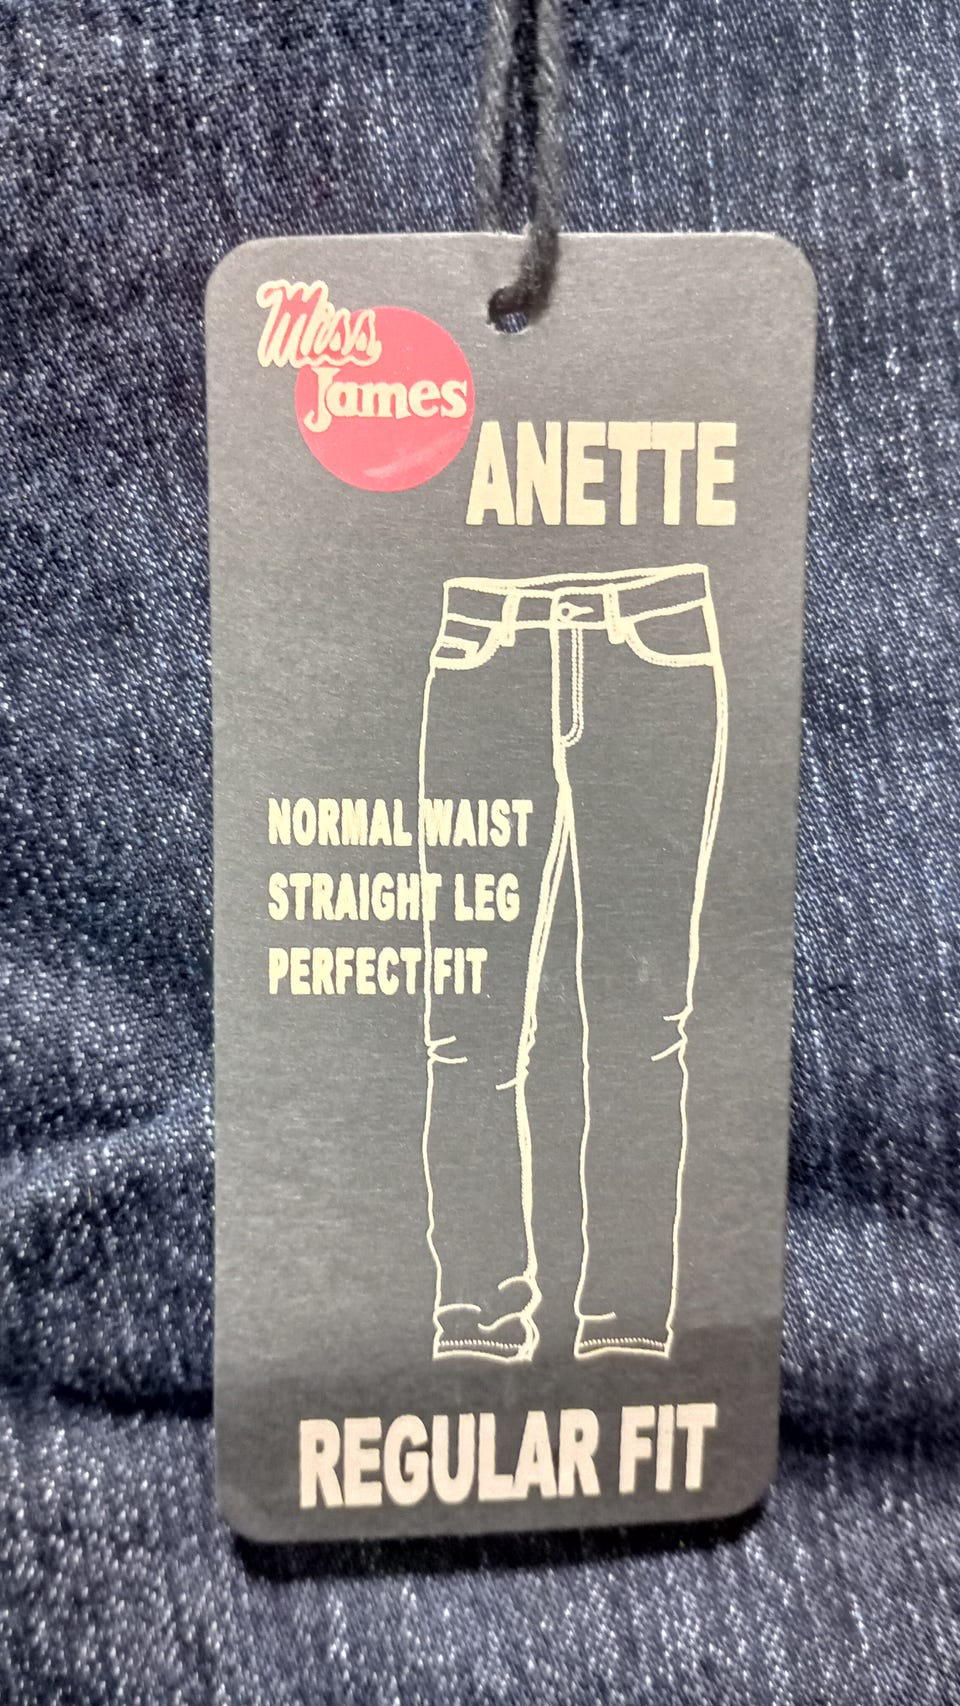 Miss
James
ANETTE
NORMAL WAIST
STRAIGHT LEG
PERFECT FIT
REGULAR FIT